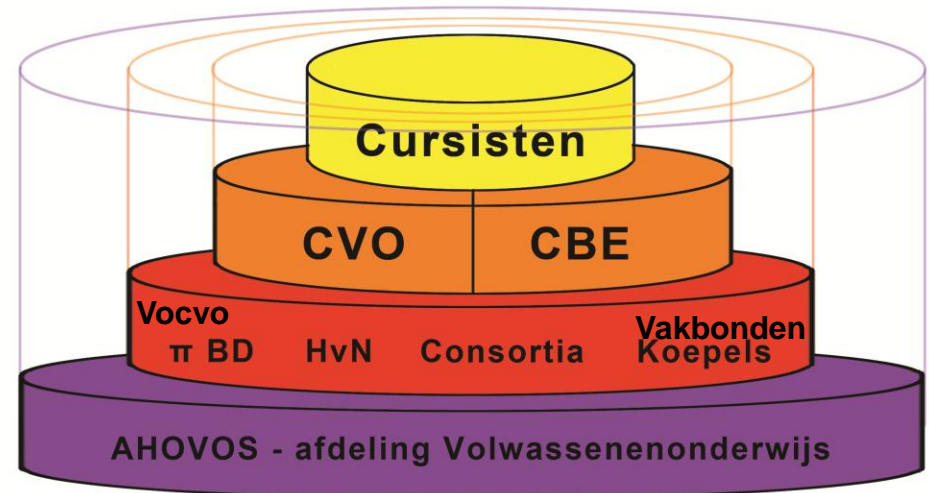 Cursisten
CVO CBE
Vocvo Vakbonden
π BD HvN Consortia Koepels
AHOVOS - afdeling Volwassenenonderwijs